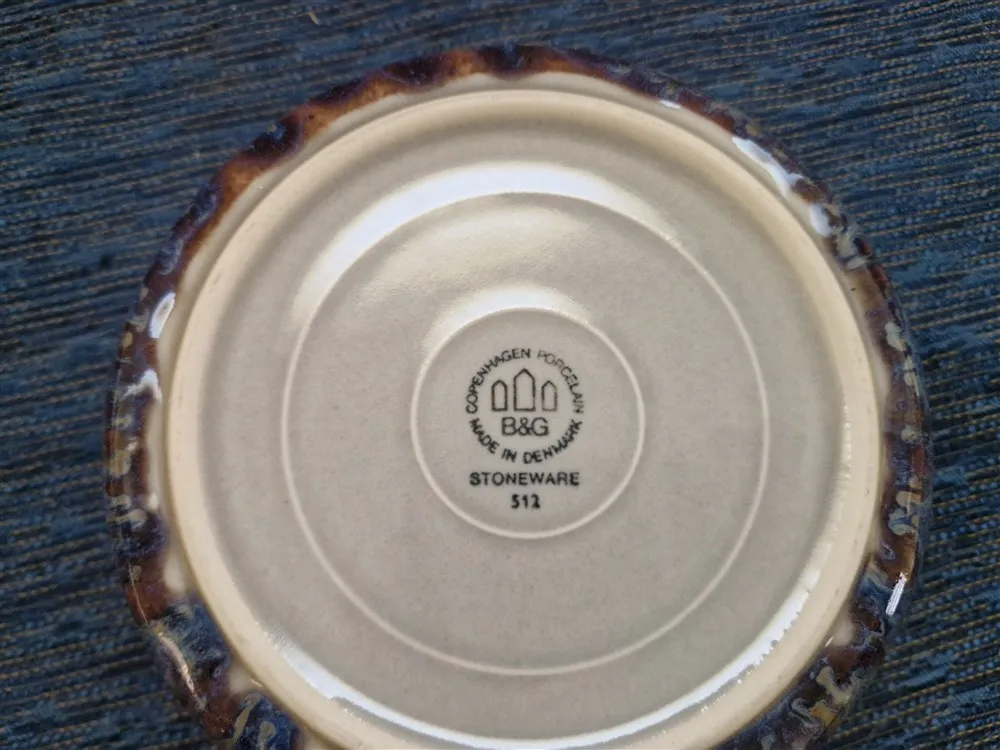 COPENHAGEN PORCELAIN
B&G
MADE IN DENMARK
STONEWARE
512